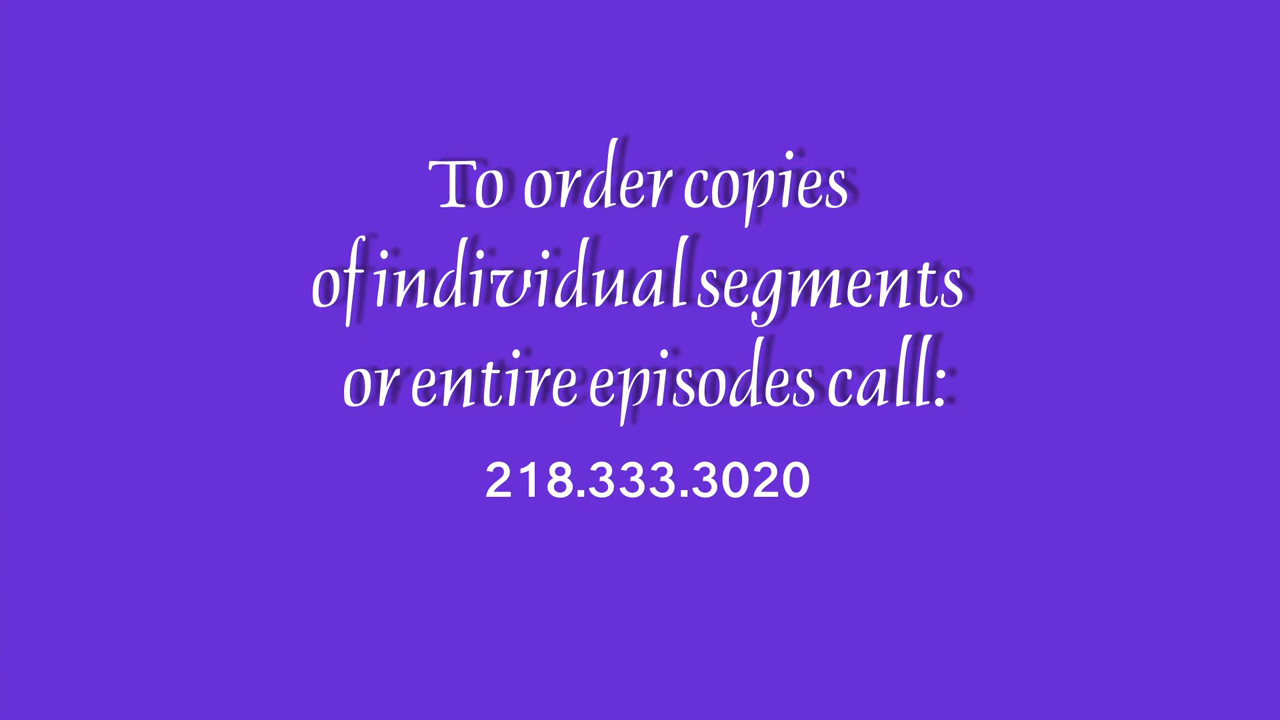 To order copies
of individual segments
or entire episodes call:
218.333.3020